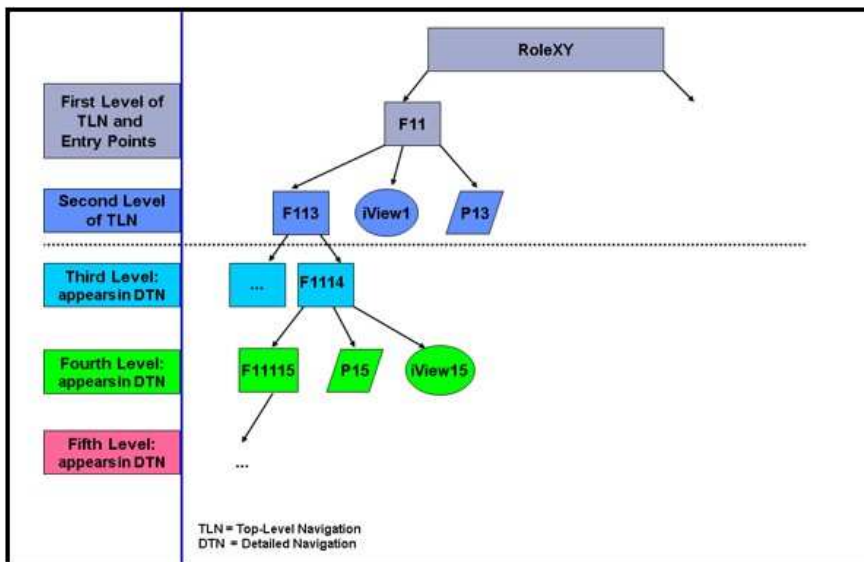 RoleXY
First Level of
TLN and
Entry Points
F11
Second Level
of TLN
F113
iView1
P13
Third Level:
appears in DTN
...
F1114
Fourth Level:
appears in DTN
F11115
P15
iView15
Fifth Level:
appears in DTN
...
TLN = Top-Level Navigation
DTN = Detailed Navigation